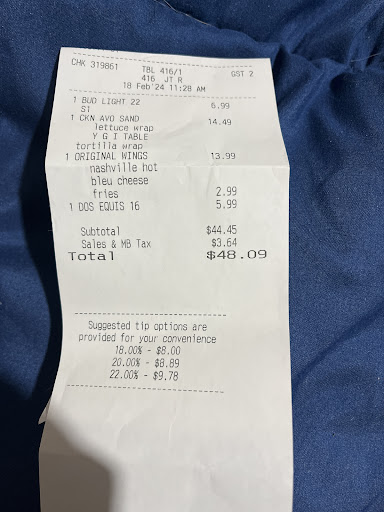 CHK 319861 TBL 416/1 GST 2
416 JT R
18 Feb'24 11:28 AM
1 BUD LIGHT 22 6.99
S1
1 CKN AVO SAND 14.49
lettuce wrap
Y G I TABLE
tortilla wrap
1 ORIGINAL WINGS 13.99
nashville hot
bleu cheese
fries 2.99
1 DOS EQUIS 16 5.99
Subtotal $44.45
Sales & MB Tax $3.64
Total $48.09
Suggested tip options are
provided for your convenience
18.00% - $8.00
20.00% - $8.89
22.00% - $9.78